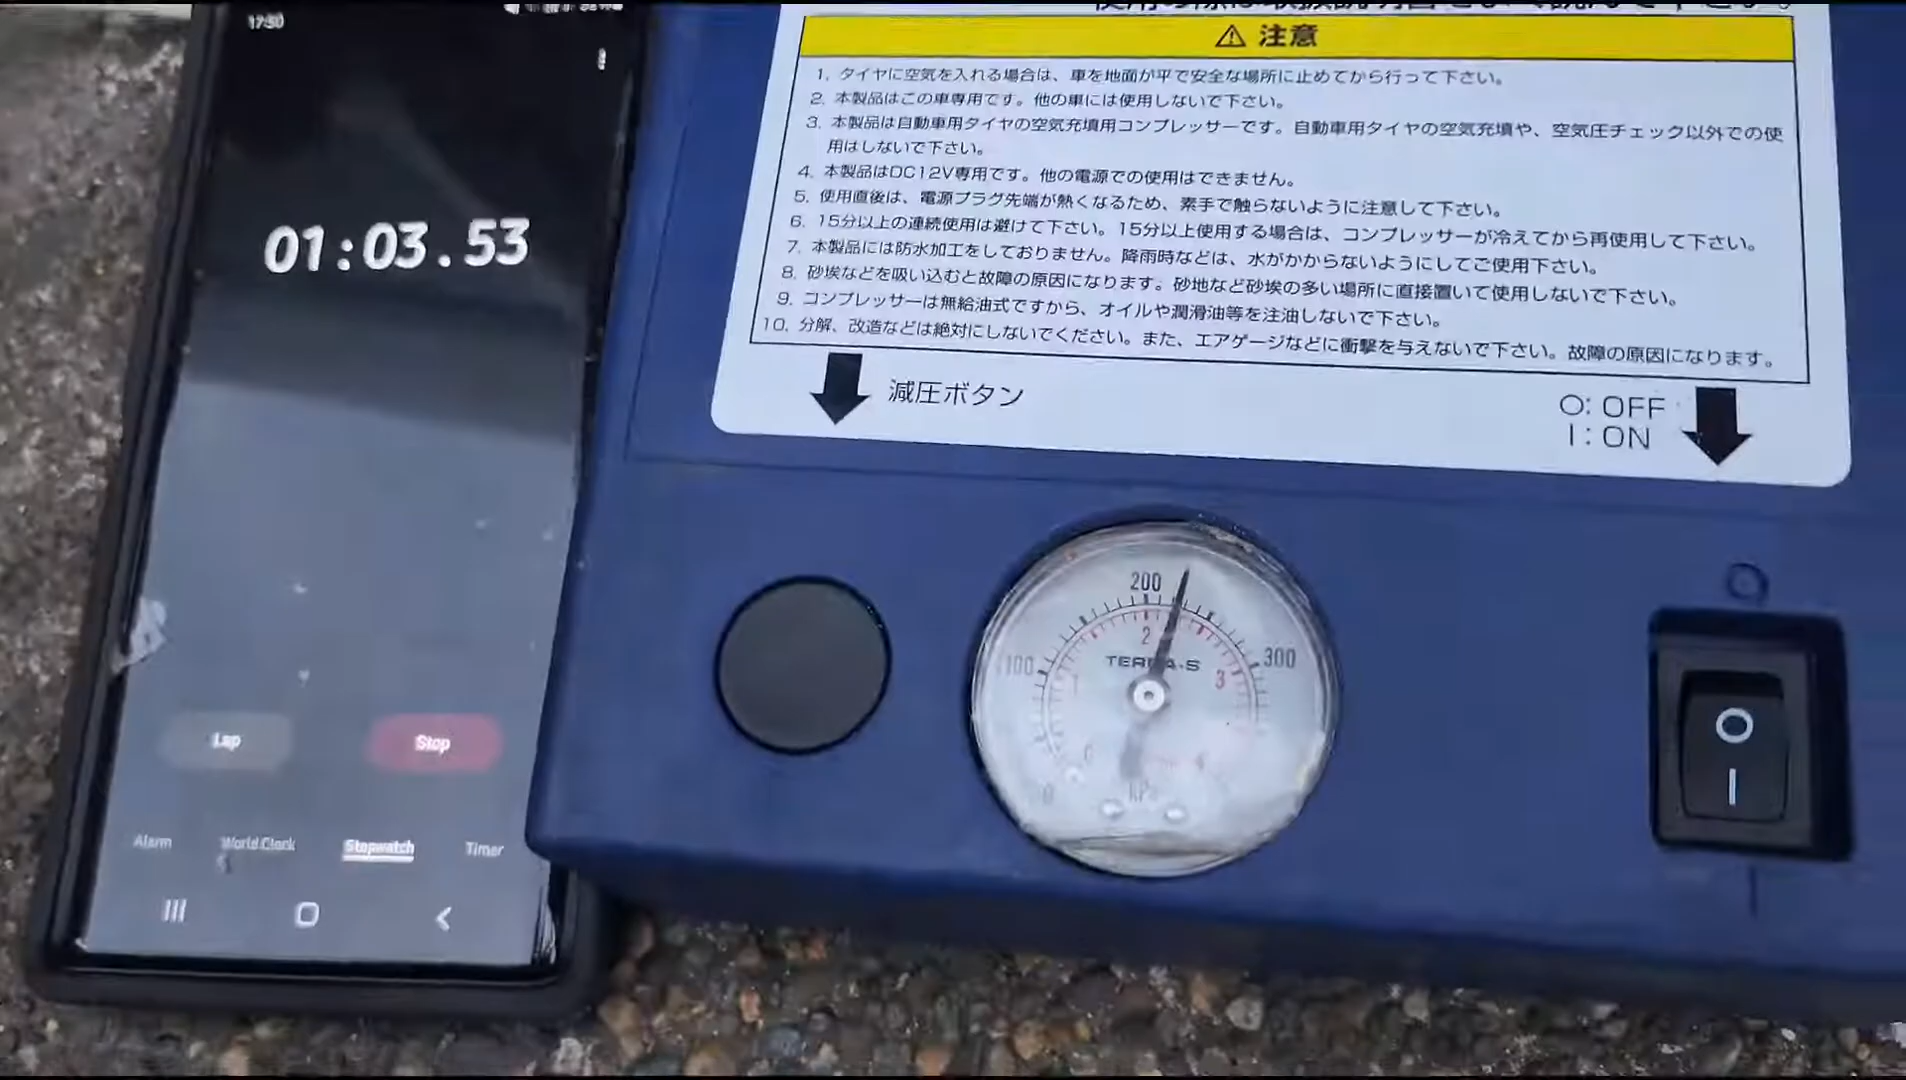 17:50
01:03.53
Lap
Stop
Alarm
World Clock
Stopwatch
Timer
注意
1. タイヤに空気を入れる場合は、車を地面が平で安全な場所に止めてから行って下さい。
2. 本製品はこの車専用です。他の車には使用しないで下さい。
3. 本製品は自動車用タイヤの空気充填用コンプレッサーです。自動車用タイヤの空気充填や、空気圧チェック以外での使
用はしないで下さい。
4. 本製品はDC12V専用です。他の電源での使用はできません。
5. 使用直後は、電源プラグ先端が熱くなるため、素手で触らないように注意して下さい。
6. 15分以上の連続使用は避けて下さい。15分以上使用する場合は、コンプレッサーが冷えてから再使用して下さい。
7. 本製品には防水加工をしておりません。降雨時などは、水がかからないようにしてご使用下さい。
8. 砂埃などを吸い込むと故障の原因になります。砂地など砂埃の多い場所に直接置いて使用しないで下さい。
9. コンプレッサーは無給油式ですから、オイルや潤滑油等を注油しないで下さい。
10. 分解、改造などは絶対にしないでください。また、エアゲージなどに衝撃を与えないで下さい。故障の原因になります。
減圧ボタン
O: OFF
I: ON
200
100
300
2
1
3
4
0
kPa
O
I